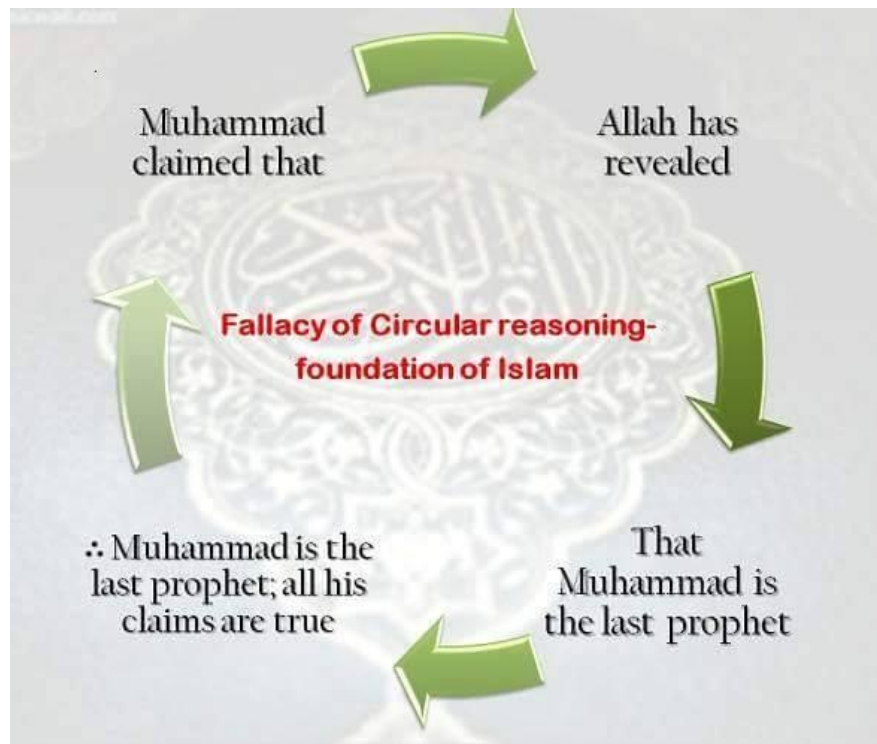 Muhammad
claimed that
Allah has
revealed
Fallacy of Circular reasoning-
foundation of Islam
That
Muhammad is
the last prophet
∴ Muhammad is the
last prophet; all his
claims are true